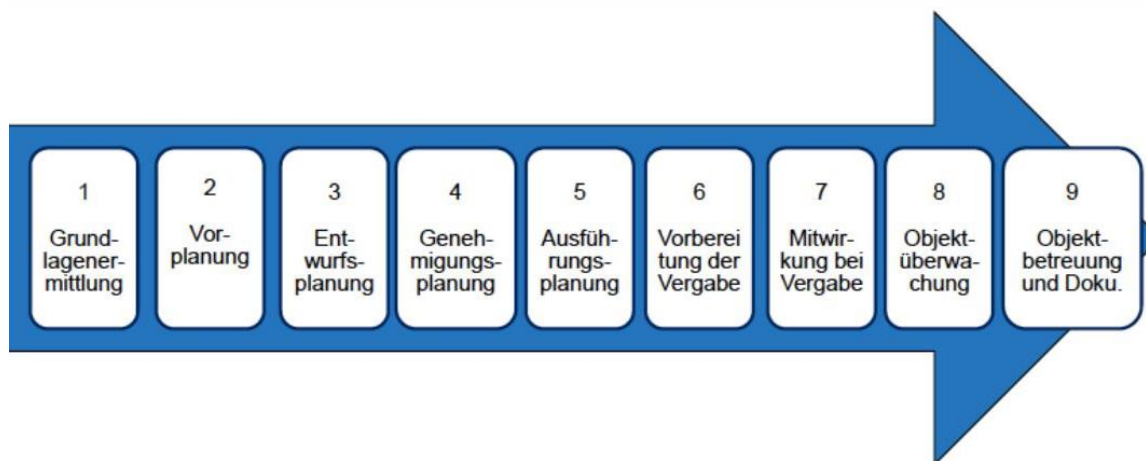 1
Grund-
lagener-
mittlung
2
Vor-
planung
3
Ent-
wurfs-
planung
4
Geneh-
migungs-
planung
5
Ausfüh-
rungs-
planung
6
Vorberei
tung der
Vergabe
7
Mitwir-
kung bei
Vergabe
8
Objekt-
überwa-
chung
9
Objekt-
betreuung
und Doku.